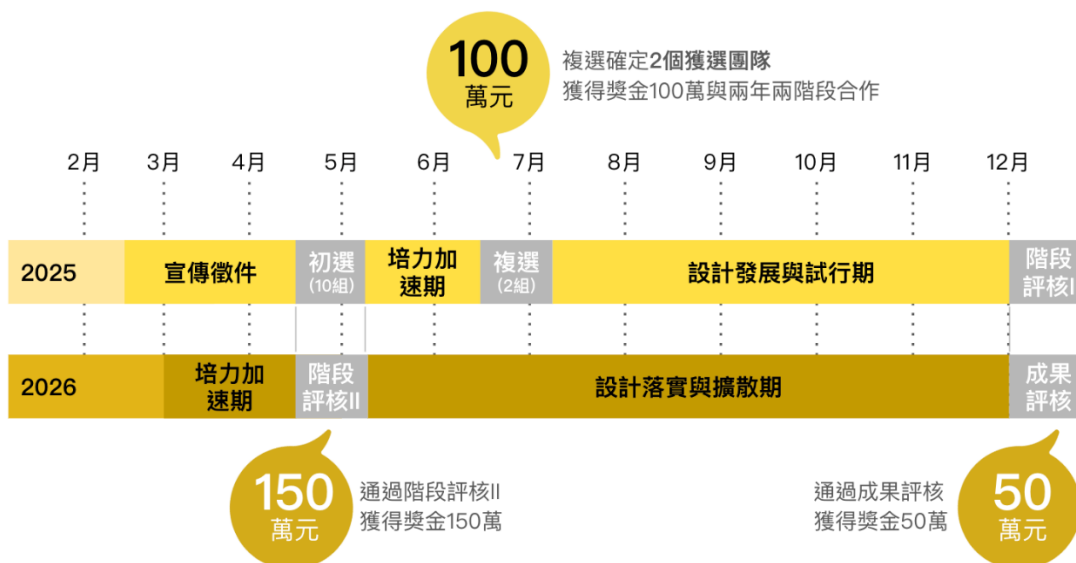 100
萬元
複選確定2個獲選團隊
獲得獎金100萬與兩年兩階段合作
2月 3月 4月 5月 6月 7月 8月 9月 10月 11月 12月
2025
宣傳徵件
初選
(10組)
培力加
速期
複選
(2組)
設計發展與試行期
階段
評核I
2026
培力加
速期
階段
評核II
設計落實與擴散期
成果
評核
150
萬元
通過階段評核II
獲得獎金150萬
通過成果評核
獲得獎金50萬
50
萬元